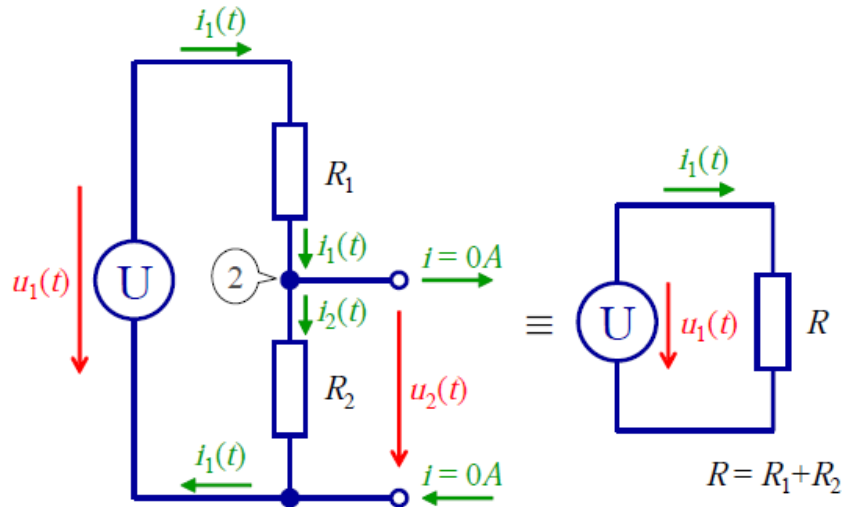 i₁(t)
R₁
i₁(t)
2
i₁(t)
i = 0A
u₁(t)
U
i₂(t)
≡
U
u₁(t)
R
R₂
u₂(t)
i₁(t)
i = 0A
R = R₁+R₂